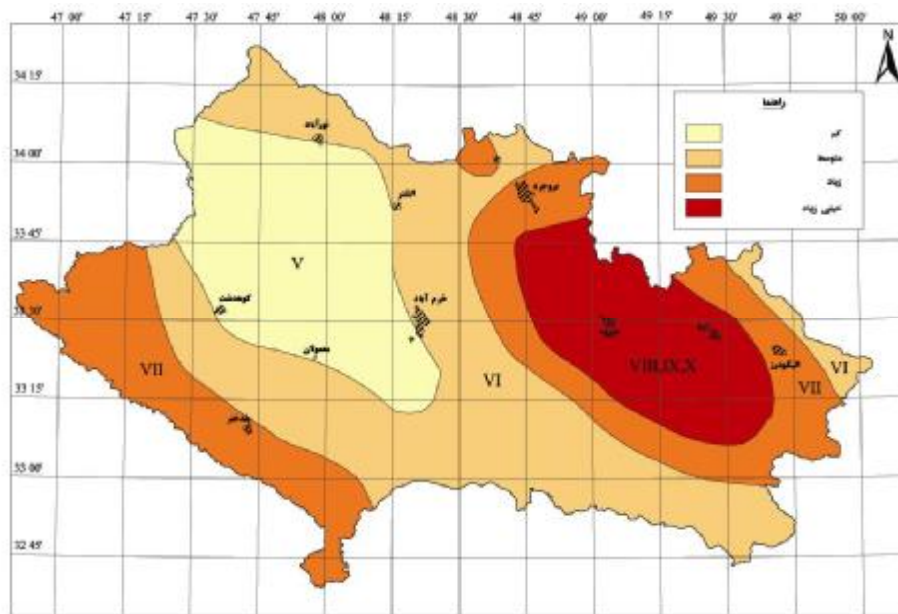 47 00 47 15 47 30 47 45 48 00 48 15 48 30 48 45 49 00 49 15 49 30 49 45 50 00
N
34 15'
34 00'
33 45'
33 30'
33 15'
33 00'
32 45'
راهنما
کم
متوسط
زیاد
خیلی زیاد
نورآباد
الشتر
بروجرد
خرم آباد
کوهدشت
معمولان
الیگودرز
پلدختر
V
VI
VII
VIII,IX,X
VII
VI